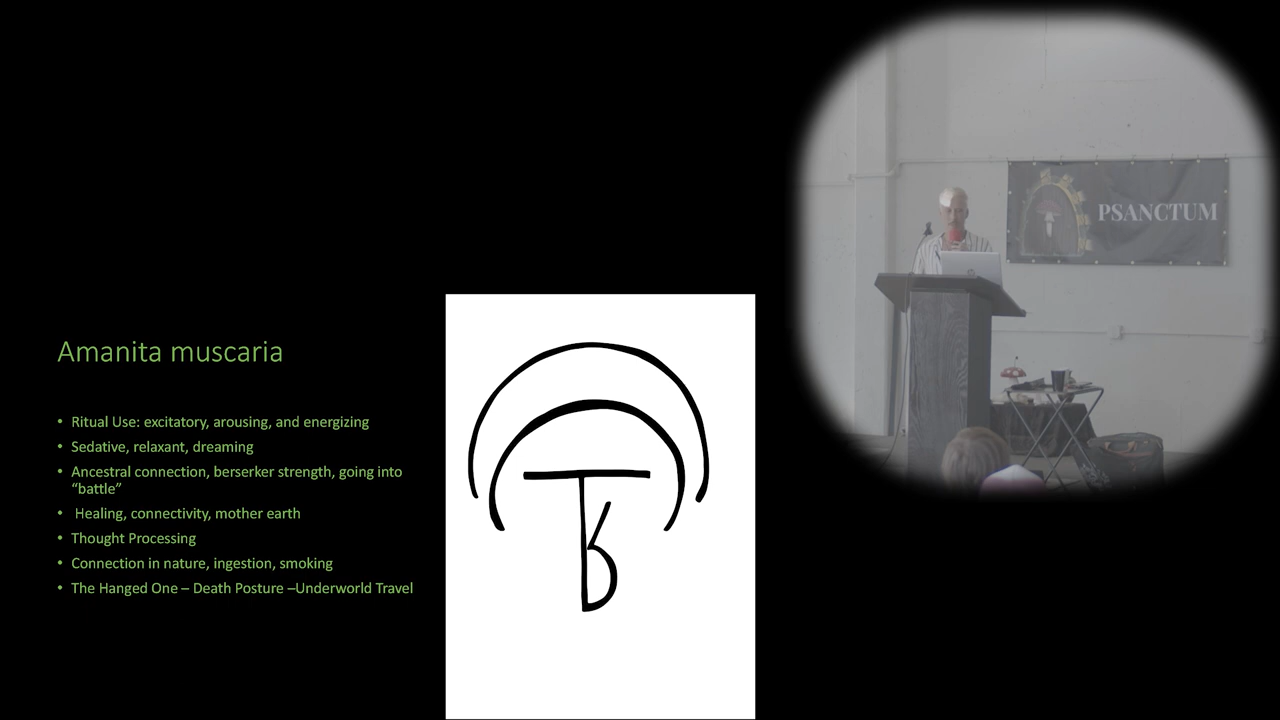 Amanita muscaria
• Ritual Use: excitatory, arousing, and energizing
• Sedative, relaxant, dreaming
• Ancestral connection, berserker strength, going into
“battle”
• Healing, connectivity, mother earth
• Thought Processing
• Connection in nature, ingestion, smoking
• The Hanged One – Death Posture –Underworld Travel
PSANCTUM